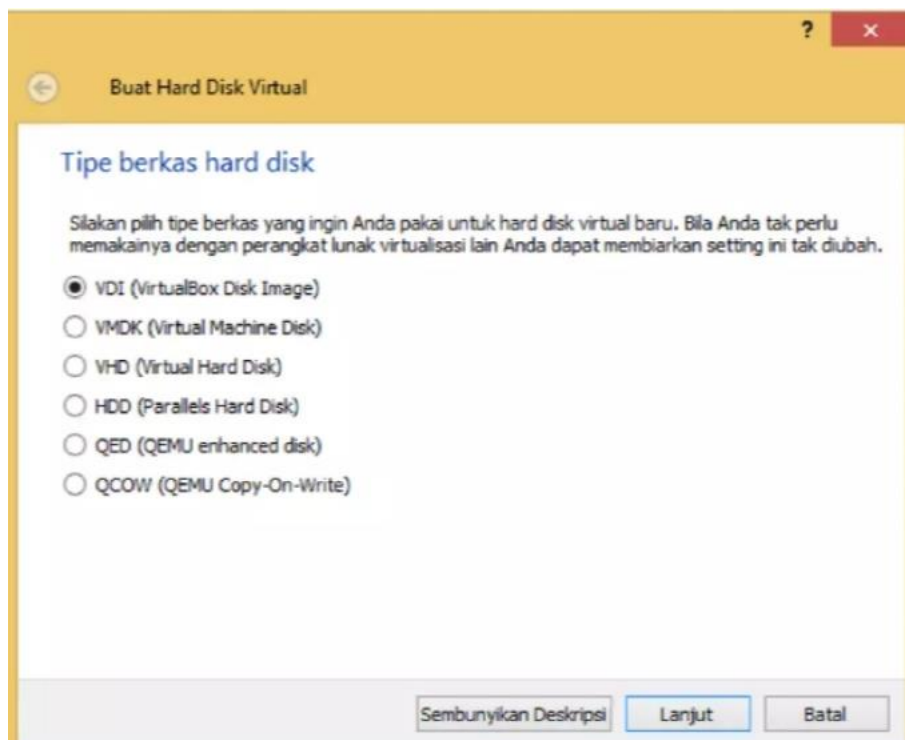 ?
Buat Hard Disk Virtual
Tipe berkas hard disk
Silakan pilih tipe berkas yang ingin Anda pakai untuk hard disk virtual baru. Bila Anda tak perlu
memakainya dengan perangkat lunak virtualisasi lain Anda dapat membiarkan setting ini tak diubah.
VDI (VirtualBox Disk Image)
VMDK (Virtual Machine Disk)
VHD (Virtual Hard Disk)
HDD (Parallels Hard Disk)
QED (QEMU enhanced disk)
QCOW (QEMU Copy-On-Write)
Sembunyikan Deskripsi Lanjut Batal